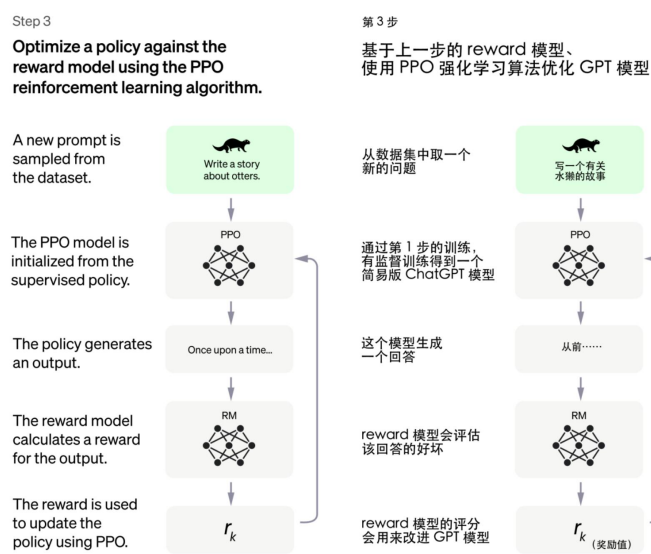 Step 3
Optimize a policy against the
reward model using the PPO
reinforcement learning algorithm.
A new prompt is
sampled from
the dataset.
Write a story
about otters.
The PPO model is
initialized from the
supervised policy.
PPO
The policy generates
an output.
Once upon a time...
The reward model
calculates a reward
for the output.
RM
The reward is used
to update the
policy using PPO.
rk
第 3 步
基于上一步的 reward 模型、
使用 PPO 强化学习算法优化 GPT 模型
从数据集中取一个
新的问题
写一个有关
水獭的故事
通过第 1 步的训练，
有监督训练得到一个
简易版 ChatGPT 模型
PPO
这个模型生成
一个回答
从前……
reward 模型会评估
该回答的好坏
RM
reward 模型的评分
会用来改进 GPT 模型
rk (奖励值)